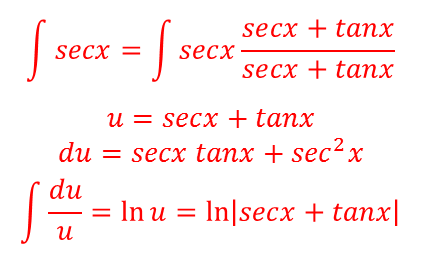 ∫ secx = ∫ secx (secx + tanx)/(secx + tanx)
u = secx + tanx
du = secx tanx + sec²x
∫ du/u = ln u = ln|secx + tanx|